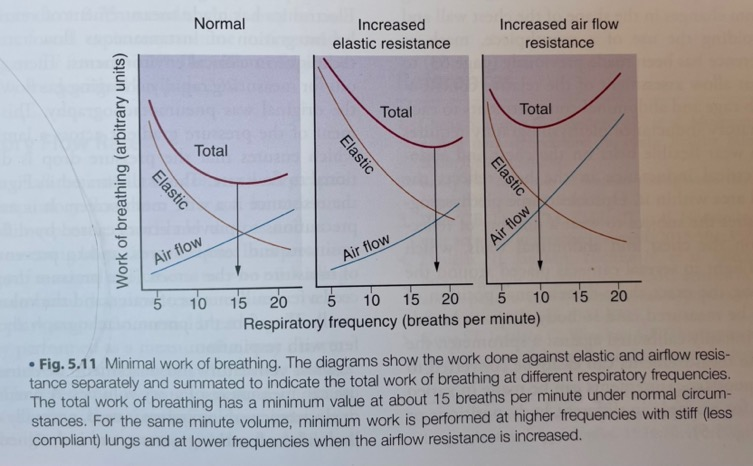 Normal
Increased
elastic resistance
Increased air flow
resistance
Work of breathing (arbitrary units)
Total
Elastic
Air flow
Total
Elastic
Air flow
Total
Elastic
Air flow
5 10 15 20
5 10 15 20
5 10 15 20
Respiratory frequency (breaths per minute)
• Fig. 5.11 Minimal work of breathing. The diagrams show the work done against elastic and airflow resis-
tance separately and summated to indicate the total work of breathing at different respiratory frequencies.
The total work of breathing has a minimum value at about 15 breaths per minute under normal circum-
stances. For the same minute volume, minimum work is performed at higher frequencies with stiff (less
compliant) lungs and at lower frequencies when the airflow resistance is increased.